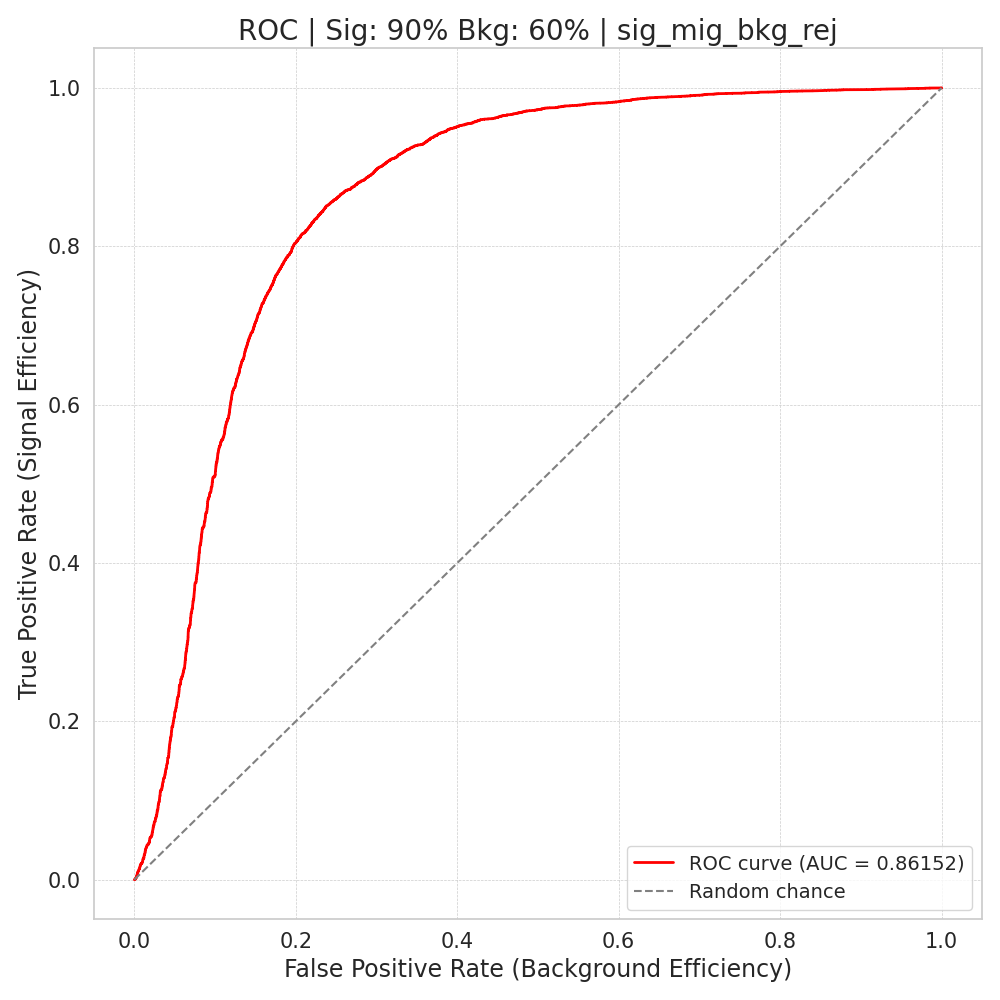 ROC | Sig: 90% Bkg: 60% | sig_mig_bkg_rej
True Positive Rate (Signal Efficiency)
1.0
0.8
0.6
0.4
0.2
0.0
0.0 0.2 0.4 0.6 0.8 1.0
False Positive Rate (Background Efficiency)
ROC curve (AUC = 0.86152)
Random chance